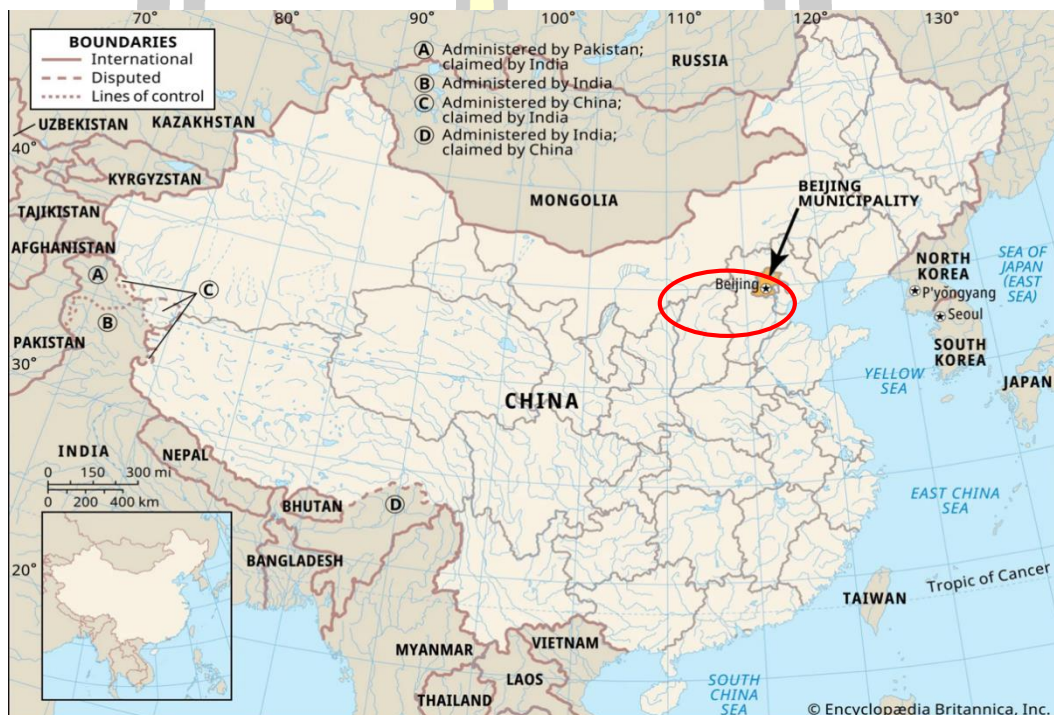 70°
80°
90°
100°
110°
120°
130°
BOUNDARIES
International
Disputed
Lines of control
A Administered by Pakistan;
claimed by India
B Administered by India
C Administered by China;
claimed by India
D Administered by India;
claimed by China
RUSSIA
UZBEKISTAN
KAZAKHSTAN
40°
KYRGYZSTAN
MONGOLIA
BEIJING
MUNICIPALITY
TAJIKISTAN
AFGHANISTAN
NORTH
KOREA
SEA OF
JAPAN
(EAST
SEA)
A
C
Beijing
P'yŏngyang
B
Seoul
PAKISTAN
SOUTH
KOREA
30°
YELLOW
SEA
JAPAN
CHINA
INDIA
NEPAL
0 150 300 mi
0 200 400 km
BHUTAN
D
EAST CHINA
SEA
BANGLADESH
20°
Tropic of Cancer
TAIWAN
MYANMAR
VIETNAM
LAOS
THAILAND
SOUTH
CHINA
SEA
© Encyclopædia Britannica, Inc.